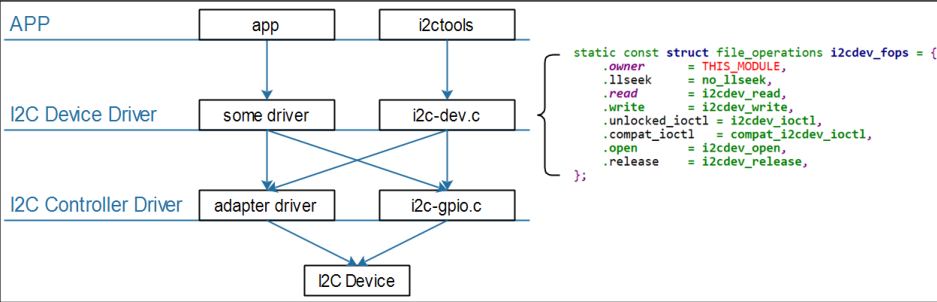 APP
app
i2ctools
I2C Device Driver
some driver
i2c-dev.c
I2C Controller Driver
adapter driver
i2c-gpio.c
I2C Device
static const struct file_operations i2cdev_fops = {
.owner = THIS_MODULE,
.llseek = no_llseek,
.read = i2cdev_read,
.write = i2cdev_write,
.unlocked_ioctl = i2cdev_ioctl,
.compat_ioctl = compat_i2cdev_ioctl,
.open = i2cdev_open,
.release = i2cdev_release,
};